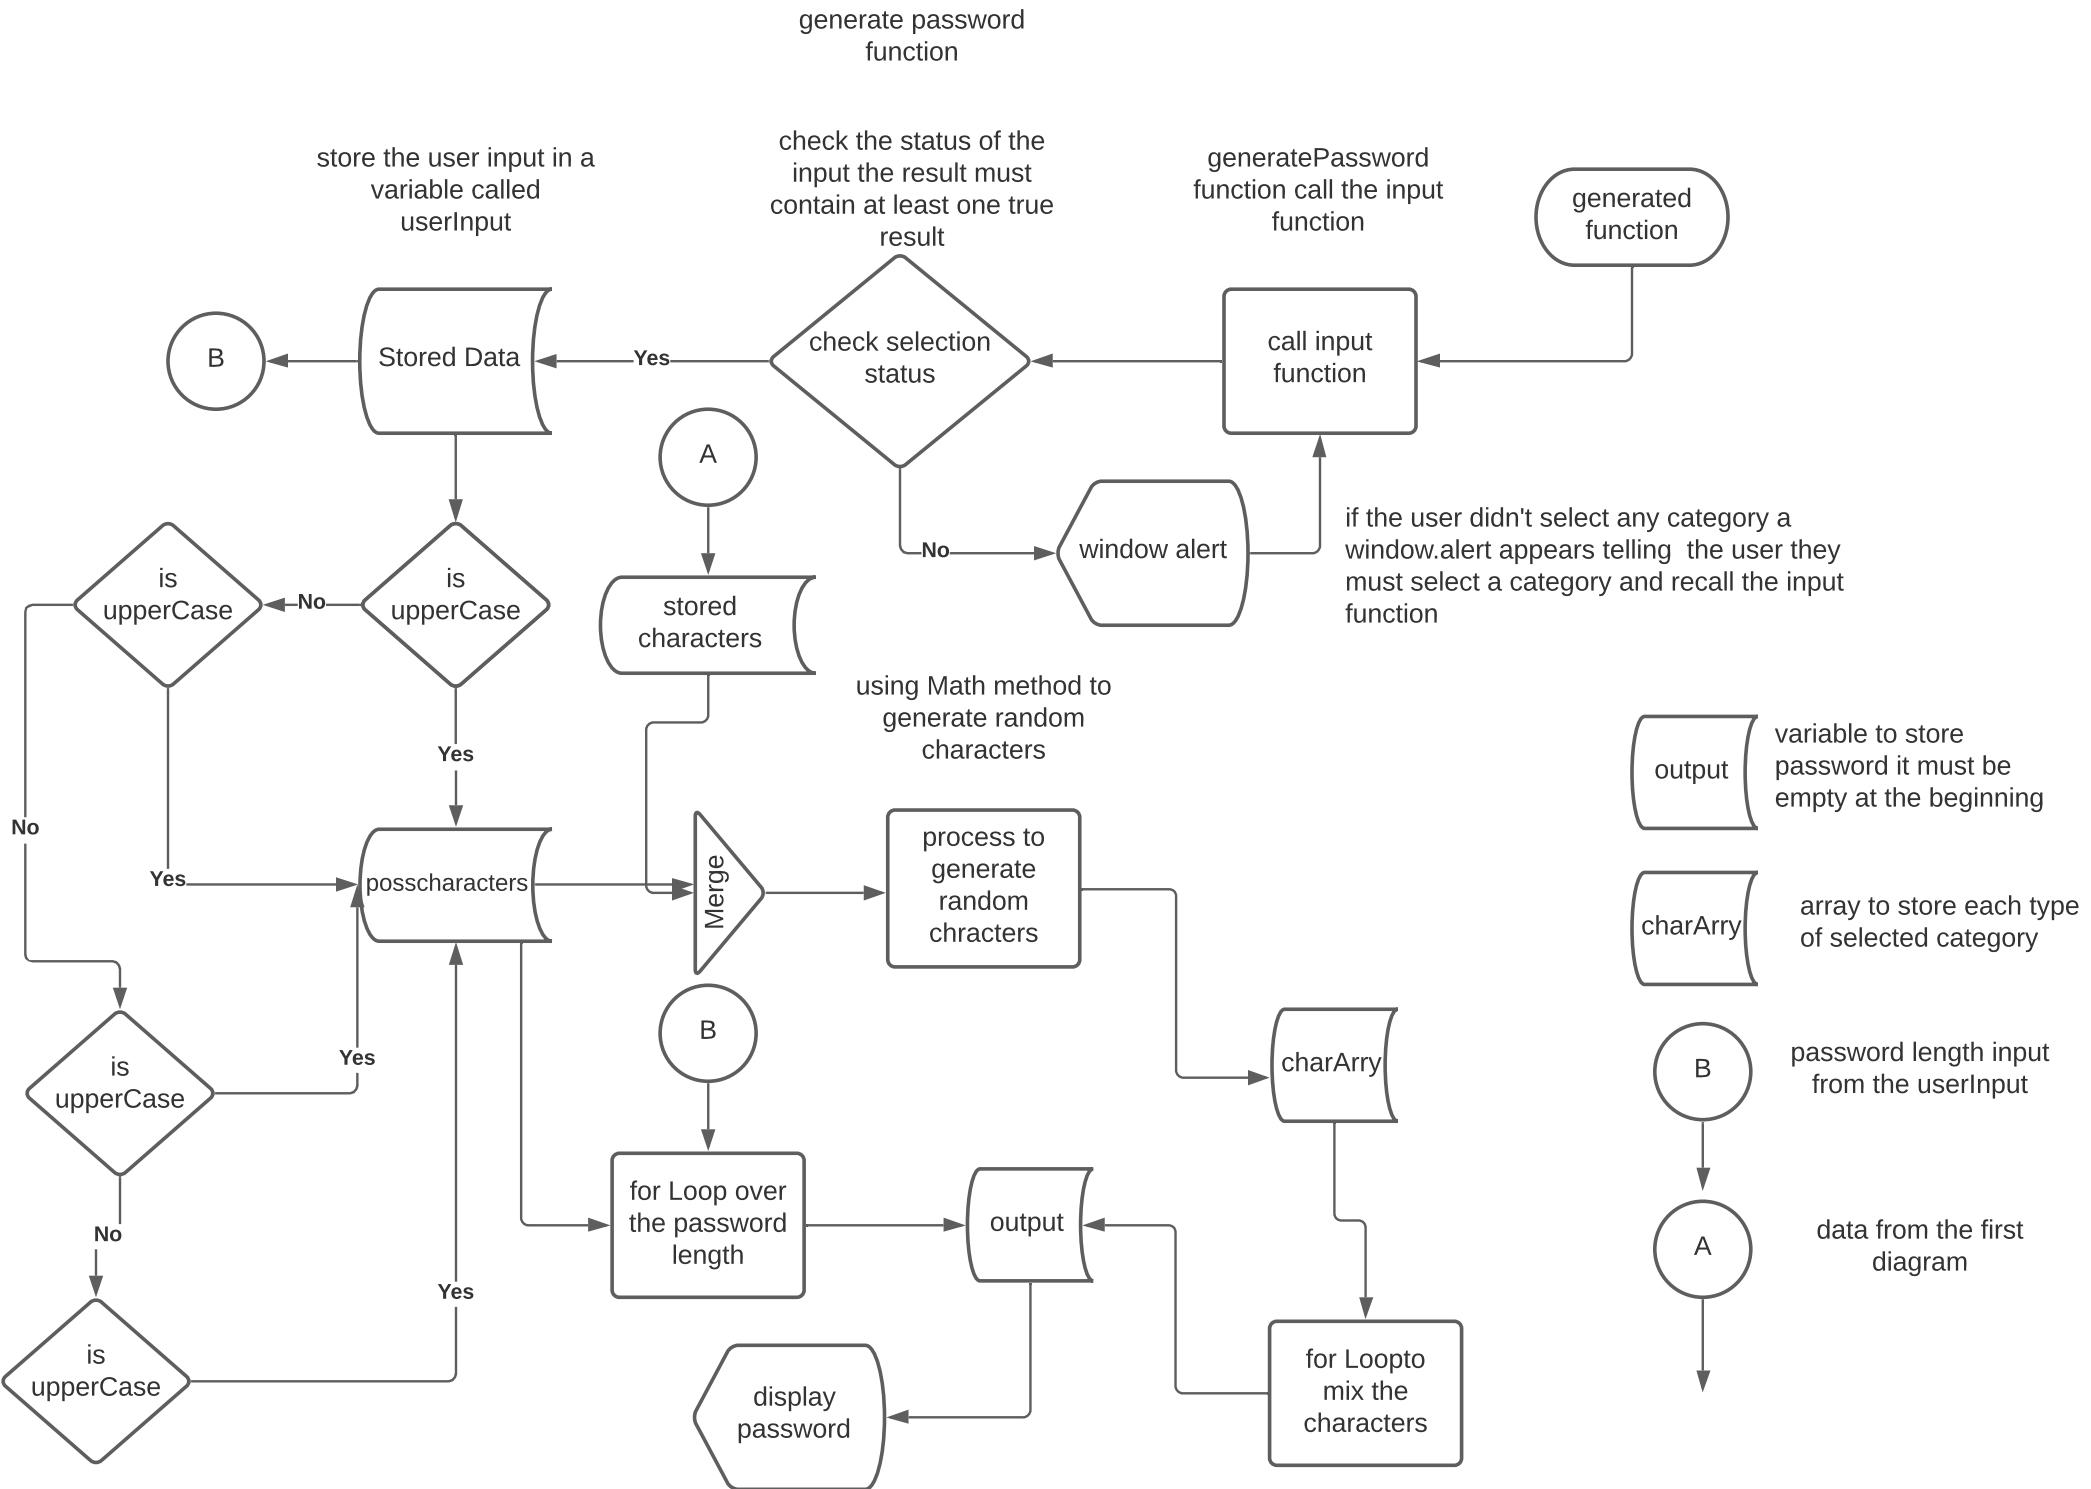 generate password
function
store the user input in a
variable called
userInput
check the status of the
input the result must
contain at least one true
result
generatePassword
function call the input
function
generated
function
B
Stored Data
Yes
check selection
status
call input
function
A
No
window alert
if the user didn't select any category a
window.alert appears telling  the user they
must select a category and recall the input
function
is
upperCase
No
is
upperCase
stored
characters
using Math method to
generate random
characters
Yes
No
Yes
posscharacters
Merge
process to
generate
random
chracters
output
variable to store
password it must be
empty at the beginning
charArry
array to store each type
of selected category
is
upperCase
Yes
B
charArry
B
password length input
from the userInput
No
for Loop over
the password
length
output
A
data from the first
diagram
is
upperCase
Yes
display
password
for Loopto
mix the
characters